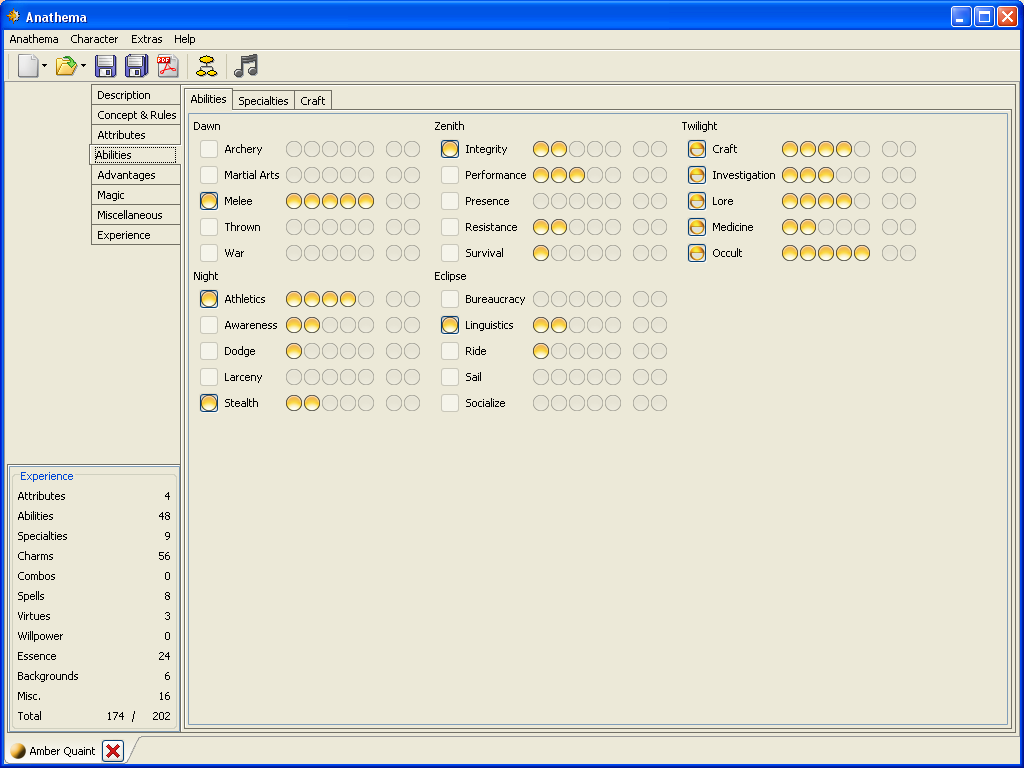 Anathema
Anathema Character Extras Help
PDF
Description
Concept & Rules
Attributes
Abilities
Advantages
Magic
Miscellaneous
Experience
Abilities Specialties Craft
Dawn
Archery
Martial Arts
Melee
Thrown
War
Night
Athletics
Awareness
Dodge
Larceny
Stealth
Zenith
Integrity
Performance
Presence
Resistance
Survival
Eclipse
Bureaucracy
Linguistics
Ride
Sail
Socialize
Twilight
Craft
Investigation
Lore
Medicine
Occult
Experience
Attributes 4
Abilities 48
Specialties 9
Charms 56
Combos 0
Spells 8
Virtues 3
Willpower 0
Essence 24
Backgrounds 6
Misc. 16
Total 174 / 202
Amber Quaint